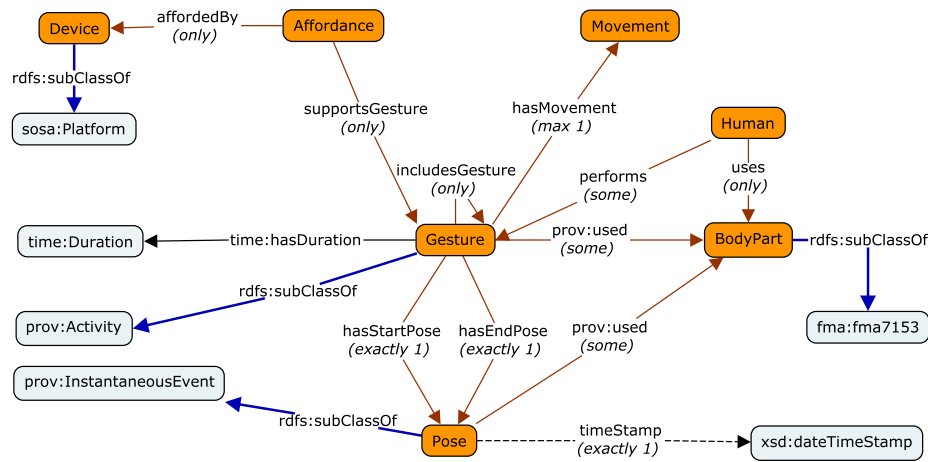 affordedBy
(only)
Device
Affordance
Movement
rdfs:subClassOf
sosa:Platform
supportsGesture
(only)
hasMovement
(max 1)
Human
includesGesture
(only)
performs
(some)
uses
(only)
time:Duration
time:hasDuration
Gesture
prov:used
(some)
BodyPart
rdfs:subClassOf
rdfs:subClassOf
prov:Activity
hasStartPose
(exactly 1)
hasEndPose
(exactly 1)
prov:used
(some)
fma:fma7153
prov:InstantaneousEvent
rdfs:subClassOf
Pose
timeStamp
(exactly 1)
xsd:dateTimeStamp